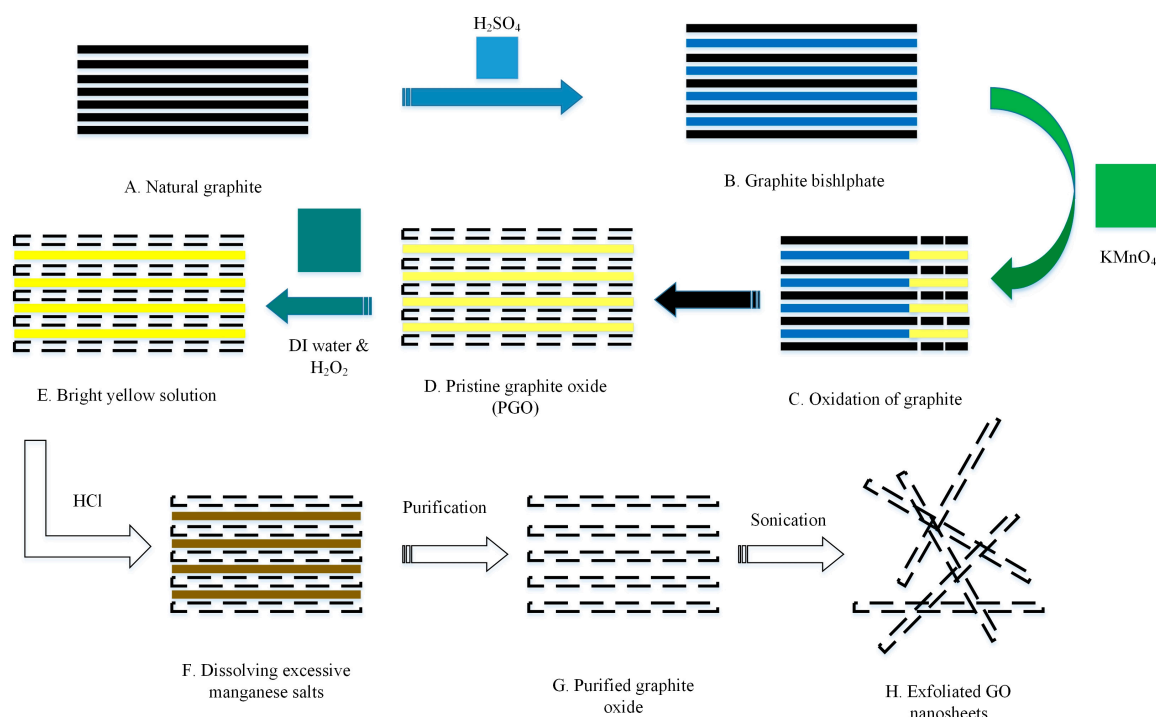 H₂SO₄
A. Natural graphite
B. Graphite bishlphate
KMnO₄
DI water &
H₂O₂
E. Bright yellow solution
D. Pristine graphite oxide
(PGO)
C. Oxidation of graphite
HCl
Purification
Sonication
F. Dissolving excessive
manganese salts
G. Purified graphite
oxide
H. Exfoliated GO
nanosheets